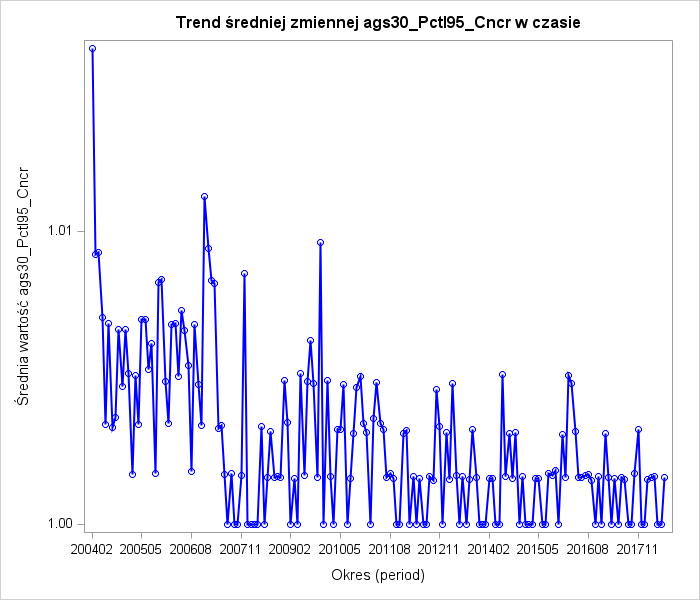 Trend średniej zmiennej ags30_Pctl95_Cncr w czasie
Średnia wartość ags30_Pctl95_Cncr
1.01
1.00
200402 200505 200608 200711 200902 201005 201108 201211 201402 201505 201608 201711
Okres (period)